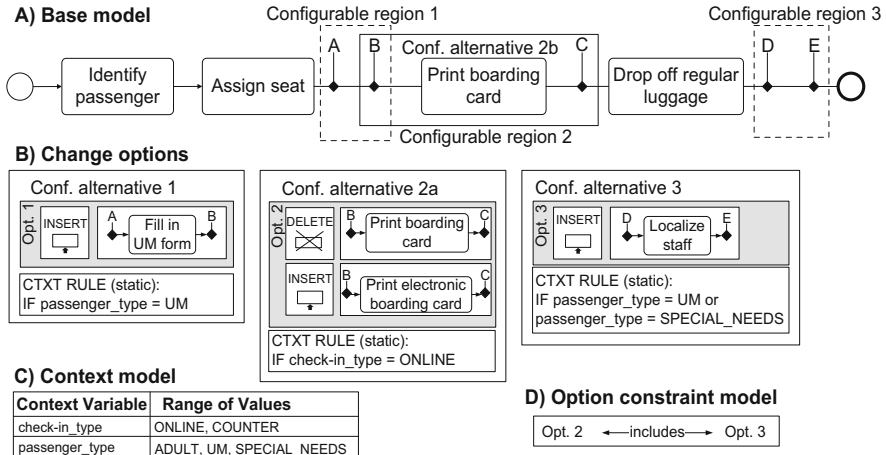 A) Base model
Configurable region 1
Configurable region 3
A B Conf. alternative 2b C D E
Identify
passenger
Assign seat
Print boarding
card
Drop off regular
luggage
Configurable region 2
B) Change options
Conf. alternative 1
Opt. 1
INSERT
A B
Fill in
UM form
CTXT RULE (static):
IF passenger_type = UM
Conf. alternative 2a
Opt. 2
DELETE
B C
Print boarding
card
INSERT
B C
Print electronic
boarding card
CTXT RULE (static):
IF check-in_type = ONLINE
Conf. alternative 3
Opt. 3
INSERT
D E
Localize
staff
CTXT RULE (static):
IF passenger_type = UM or
passenger_type = SPECIAL_NEEDS
C) Context model
Context Variable Range of Values
check-in_type ONLINE, COUNTER
passenger_type ADULT, UM, SPECIAL_NEEDS
D) Option constraint model
Opt. 2 includes Opt. 3